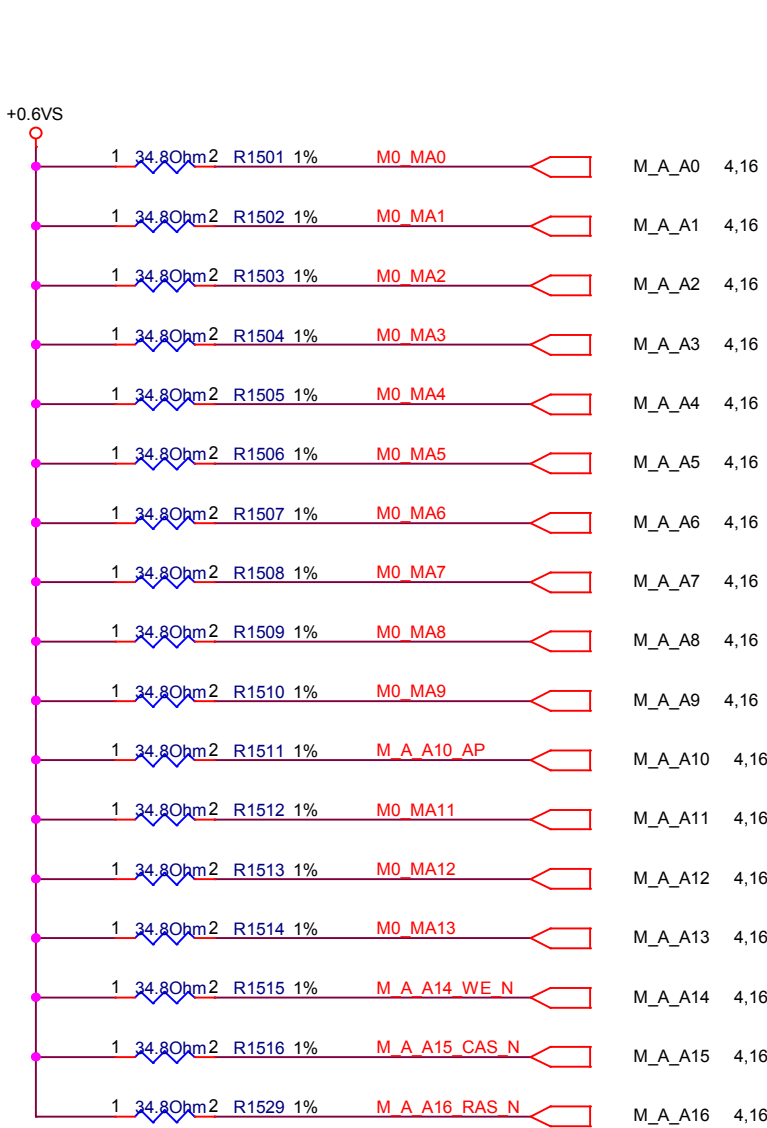 +0.6VS
1 34.8Ohm 2 R1501 1% M0_MA0 M_A_A0 4,16
1 34.8Ohm 2 R1502 1% M0_MA1 M_A_A1 4,16
1 34.8Ohm 2 R1503 1% M0_MA2 M_A_A2 4,16
1 34.8Ohm 2 R1504 1% M0_MA3 M_A_A3 4,16
1 34.8Ohm 2 R1505 1% M0_MA4 M_A_A4 4,16
1 34.8Ohm 2 R1506 1% M0_MA5 M_A_A5 4,16
1 34.8Ohm 2 R1507 1% M0_MA6 M_A_A6 4,16
1 34.8Ohm 2 R1508 1% M0_MA7 M_A_A7 4,16
1 34.8Ohm 2 R1509 1% M0_MA8 M_A_A8 4,16
1 34.8Ohm 2 R1510 1% M0_MA9 M_A_A9 4,16
1 34.8Ohm 2 R1511 1% M_A_A10_AP M_A_A10 4,16
1 34.8Ohm 2 R1512 1% M0_MA11 M_A_A11 4,16
1 34.8Ohm 2 R1513 1% M0_MA12 M_A_A12 4,16
1 34.8Ohm 2 R1514 1% M0_MA13 M_A_A13 4,16
1 34.8Ohm 2 R1515 1% M_A_A14_WE_N M_A_A14 4,16
1 34.8Ohm 2 R1516 1% M_A_A15_CAS_N M_A_A15 4,16
1 34.8Ohm 2 R1529 1% M_A_A16_RAS_N M_A_A16 4,16